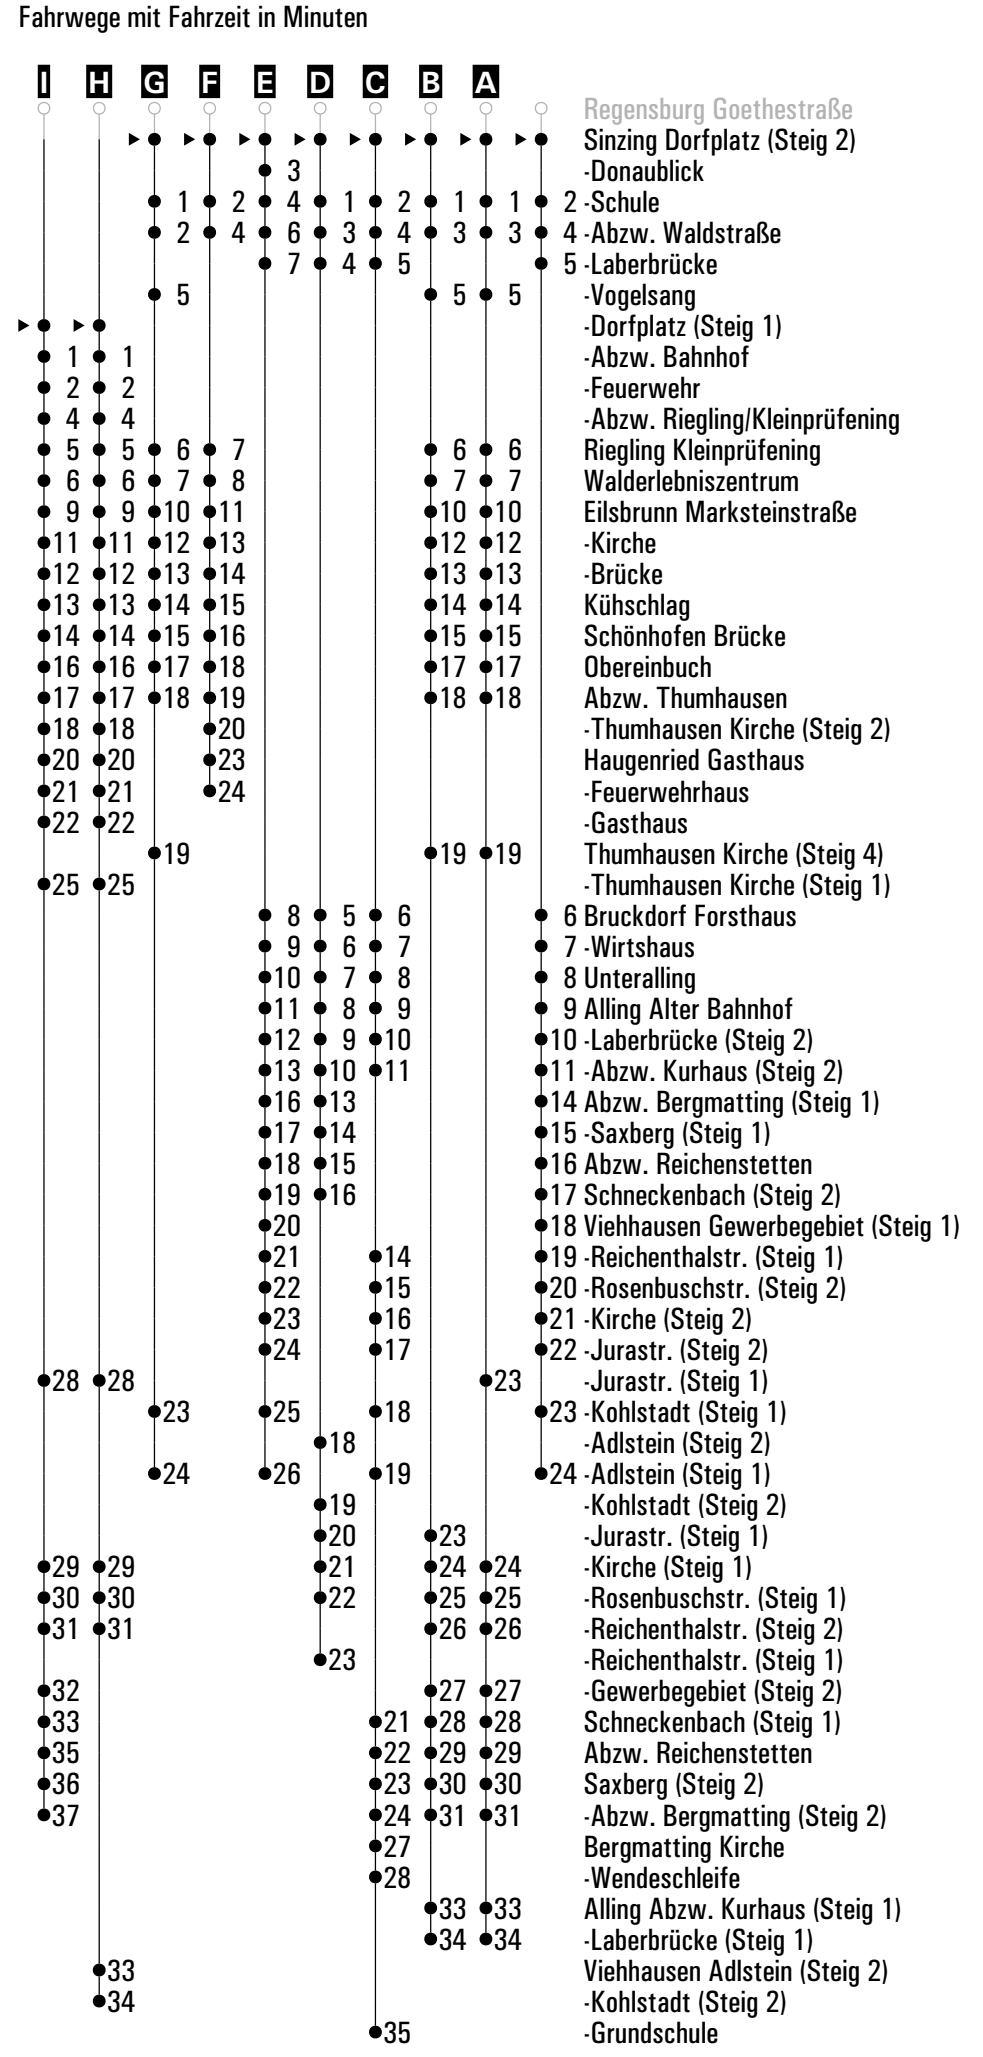 Fahrwege mit Fahrzeit in Minuten
I H G F E D C B A
Regensburg Goethestraße
Sinzing Dorfplatz (Steig 2)
3 -Donaublick
1 2 4 1 2 1 1 2 -Schule
2 4 6 3 4 3 3 4 -Abzw. Waldstraße
7 4 5 5 -Laberbrücke
5 5 5 -Vogelsang
-Dorfplatz (Steig 1)
1 1 -Abzw. Bahnhof
2 2 -Feuerwehr
4 4 -Abzw. Riegling/Kleinprüfening
5 5 6 7 6 6 Riegling Kleinprüfening
6 6 7 8 7 7 Walderlebniszentrum
9 9 10 11 10 10 Eilsbrunn Marksteinstraße
11 11 12 13 12 12 -Kirche
12 12 13 14 13 13 -Brücke
13 13 14 15 14 14 Kühschlag
14 14 15 16 15 15 Schönhofen Brücke
16 16 17 18 17 17 Obereinbuch
17 17 18 19 18 18 Abzw. Thumhausen
18 18 20 -Thumhausen Kirche (Steig 2)
20 20 23 Haugenried Gasthaus
21 21 24 -Feuerwehrhaus
22 22 -Gasthaus
19 19 19 Thumhausen Kirche (Steig 4)
25 25 -Thumhausen Kirche (Steig 1)
8 5 6 6 Bruckdorf Forsthaus
9 6 7 7 -Wirtshaus
10 7 8 8 Unteralling
11 8 9 9 Alling Alter Bahnhof
12 9 10 10 -Laberbrücke (Steig 2)
13 10 11 11 -Abzw. Kurhaus (Steig 2)
16 13 14 Abzw. Bergmatting (Steig 1)
17 14 15 -Saxberg (Steig 1)
18 15 16 Abzw. Reichenstetten
19 16 17 Schneckenbach (Steig 2)
20 18 Viehhausen Gewerbegebiet (Steig 1)
21 14 19 -Reichenthalstr. (Steig 1)
22 15 20 -Rosenbuschstr. (Steig 2)
23 16 21 -Kirche (Steig 2)
24 17 22 -Jurastr. (Steig 2)
28 28 23 -Jurastr. (Steig 1)
23 25 18 23 -Kohlstadt (Steig 1)
18 -Adlstein (Steig 2)
24 26 19 24 -Adlstein (Steig 1)
19 -Kohlstadt (Steig 2)
20 23 -Jurastr. (Steig 1)
29 29 21 24 24 -Kirche (Steig 1)
30 30 22 25 25 -Rosenbuschstr. (Steig 1)
31 31 26 26 -Reichenthalstr. (Steig 2)
23 -Reichenthalstr. (Steig 1)
32 27 27 -Gewerbegebiet (Steig 2)
33 21 28 28 Schneckenbach (Steig 1)
35 22 29 29 Abzw. Reichenstetten
36 23 30 30 Saxberg (Steig 2)
37 24 31 31 -Abzw. Bergmatting (Steig 2)
27 Bergmatting Kirche
28 -Wendeschleife
33 33 Alling Abzw. Kurhaus (Steig 1)
34 34 -Laberbrücke (Steig 1)
33 Viehhausen Adlstein (Steig 2)
34 -Kohlstadt (Steig 2)
35 -Grundschule